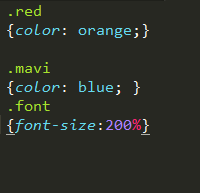 .red
{color: orange;}
.mavi
{color: blue; }
.font
{font-size:200%}